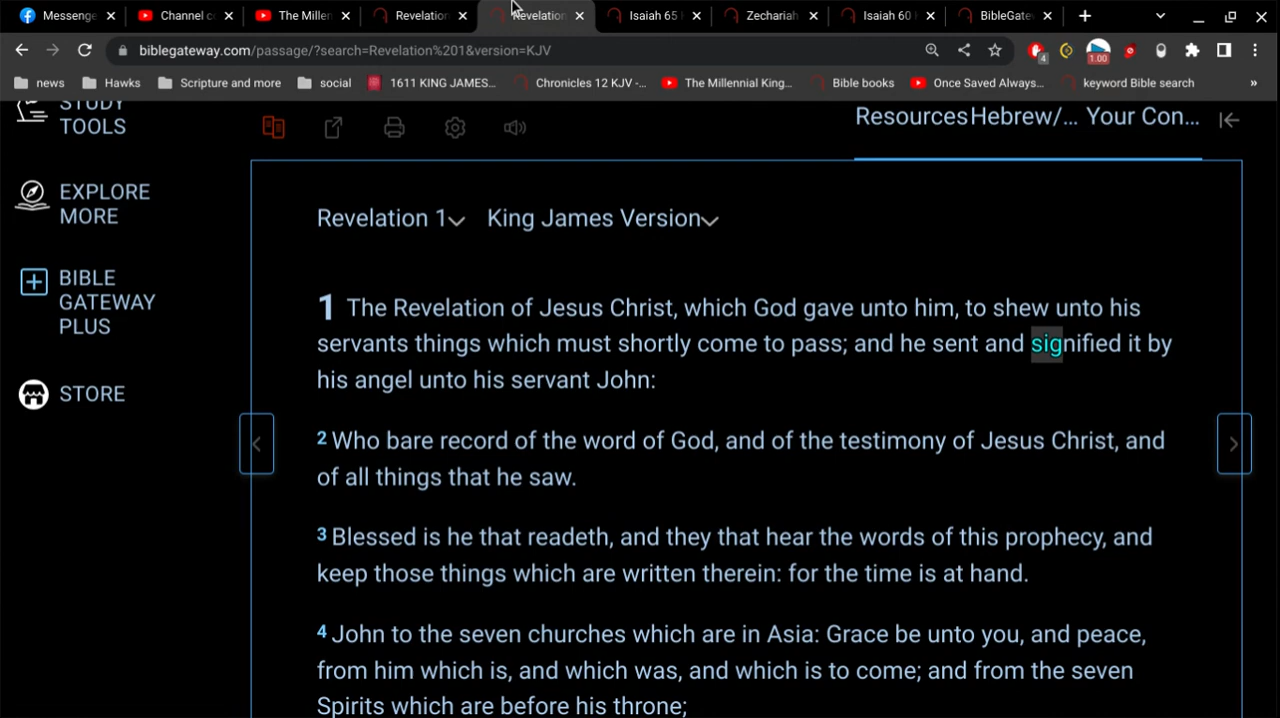 Messenge
Channel c
The Millen
Revelation
Revelation
Isaiah 65
Zechariah
Isaiah 60
BibleGate
biblegateway.com/passage/?search=Revelation%201&version=KJV
4
1.00
news
Hawks
Scripture and more
social
1611 KING JAMES...
Chronicles 12 KJV -...
The Millennial King...
Bible books
Once Saved Always...
keyword Bible search
»
STUDY
TOOLS
Resources Hebrew/... Your Con...
EXPLORE
MORE
BIBLE
GATEWAY
PLUS
STORE
Revelation 1 King James Version
1 The Revelation of Jesus Christ, which God gave unto him, to shew unto his
servants things which must shortly come to pass; and he sent and signified it by
his angel unto his servant John:
2 Who bare record of the word of God, and of the testimony of Jesus Christ, and
of all things that he saw.
3 Blessed is he that readeth, and they that hear the words of this prophecy, and
keep those things which are written therein: for the time is at hand.
4 John to the seven churches which are in Asia: Grace be unto you, and peace,
from him which is, and which was, and which is to come; and from the seven
Spirits which are before his throne;